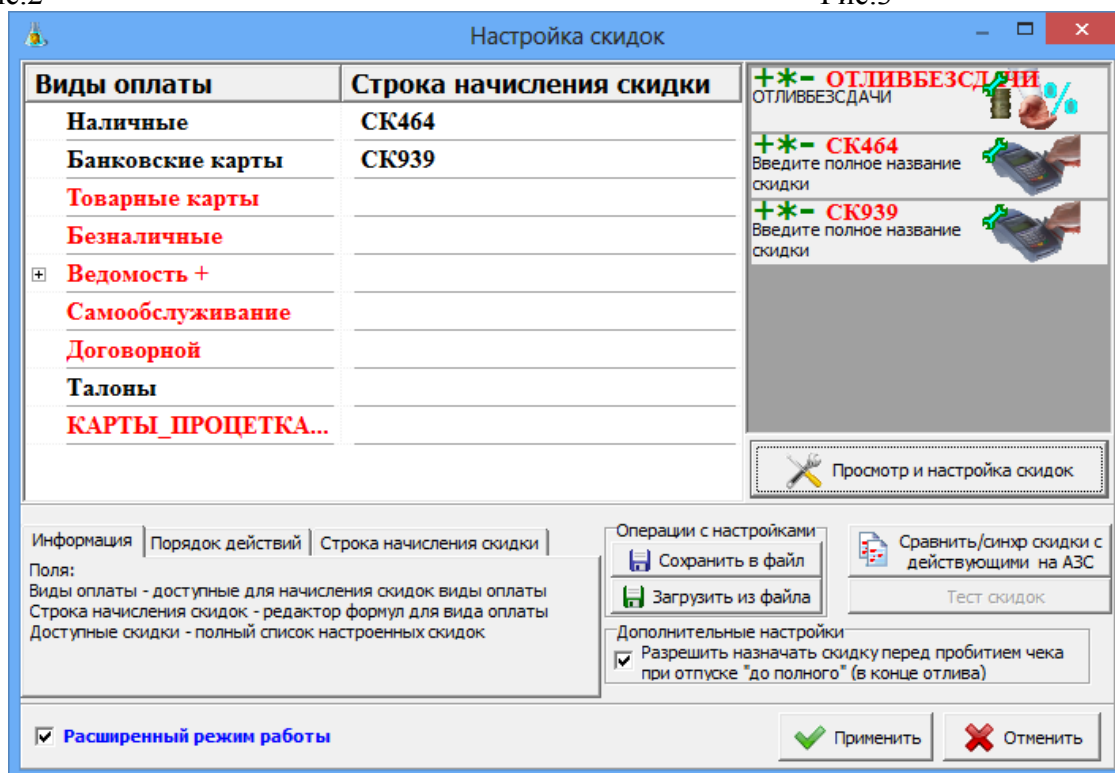 Рис.3
Настройка скидок
Виды оплаты
Строка начисления скидки
Наличные
СК464
Банковские карты
СК939
Товарные карты
Безналичные
Ведомость +
Самообслуживание
Договорной
Талоны
КАРТЫ_ПРОЦЕТКА...
+*- ОТЛИВБЕЗСДАЧИ
ОТЛИВБЕЗСДАЧИ
+*- СК464
Введите полное название
скидки
+*- СК939
Введите полное название
скидки
Просмотр и настройка скидок
Информация
Порядок действий
Строка начисления скидки
Поля:
Виды оплаты - доступные для начисления скидок виды оплаты
Строка начисления скидок - редактор формул для вида оплаты
Доступные скидки - полный список настроенных скидок
Операции с настройками
Сохранить в файл
Загрузить из файла
Сравнить/синхр скидки с
действующими на АЗС
Тест скидок
Дополнительные настройки
Разрешить назначать скидку перед пробитием чека
при отпуске "до полного" (в конце отлива)
Расширенный режим работы
Применить
Отменить